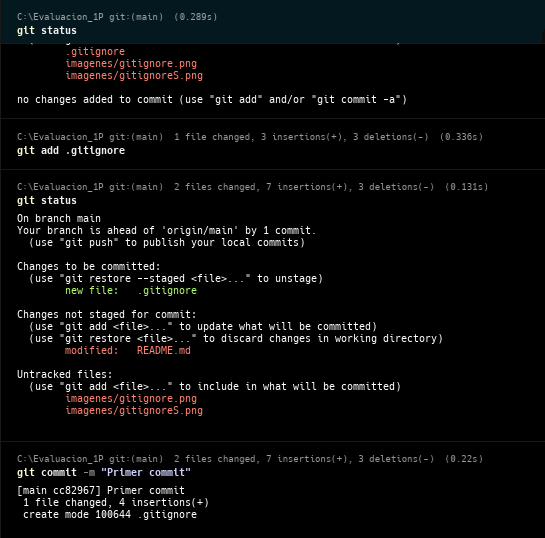 C:\Evaluacion_1P git:(main) (0.289s)
git status
.gitignore
imagenes/gitignore.png
imagenes/gitignoreS.png
no changes added to commit (use "git add" and/or "git commit -a")
C:\Evaluacion_1P git:(main) 1 file changed, 3 insertions(+), 3 deletions(-) (0.336s)
git add .gitignore
C:\Evaluacion_1P git:(main) 2 files changed, 7 insertions(+), 3 deletions(-) (0.131s)
git status
On branch main
Your branch is ahead of 'origin/main' by 1 commit.
(use "git push" to publish your local commits)
Changes to be committed:
(use "git restore --staged <file>..." to unstage)
new file: .gitignore
Changes not staged for commit:
(use "git add <file>..." to update what will be committed)
(use "git restore <file>..." to discard changes in working directory)
modified: README.md
Untracked files:
(use "git add <file>..." to include in what will be committed)
imagenes/gitignore.png
imagenes/gitignoreS.png
C:\Evaluacion_1P git:(main) 2 files changed, 7 insertions(+), 3 deletions(-) (0.22s)
git commit -m "Primer commit"
[main cc82967] Primer commit
1 file changed, 4 insertions(+)
create mode 100644 .gitignore